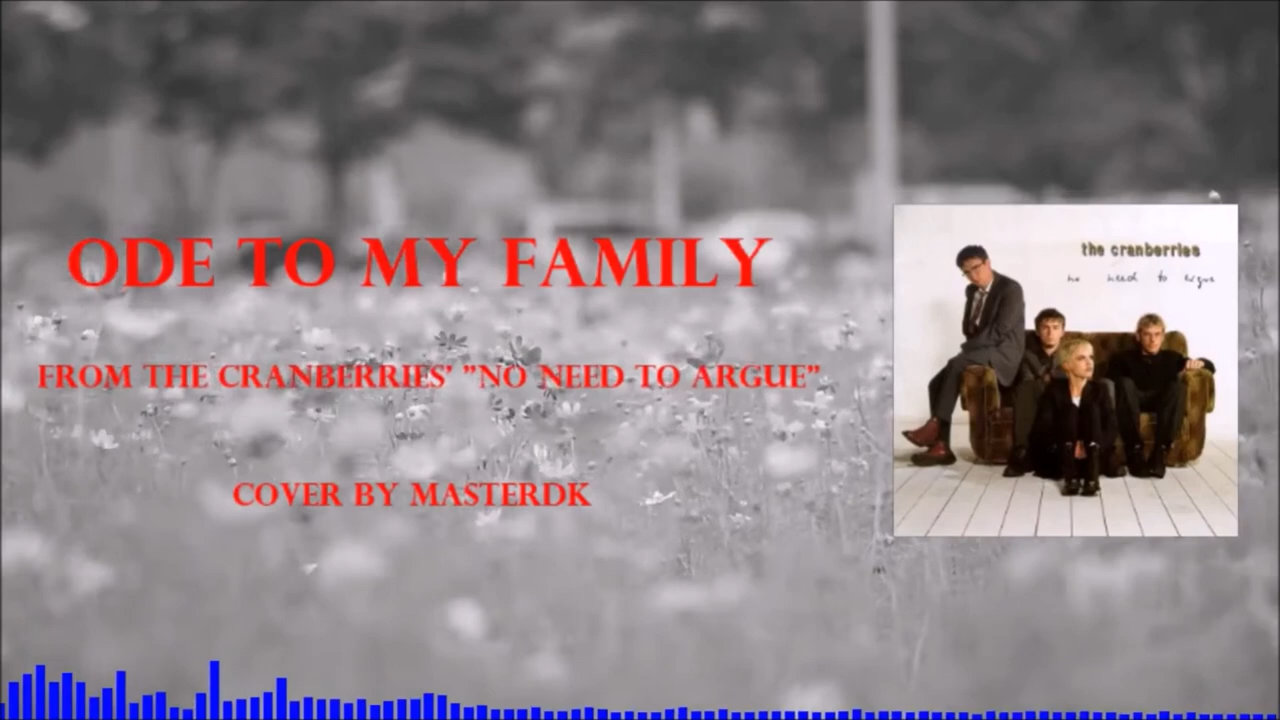 ODE TO MY FAMILY
FROM THE CRANBERRIES' "NO NEED TO ARGUE"
COVER BY MASTERDK
the cranberries
no need to argue